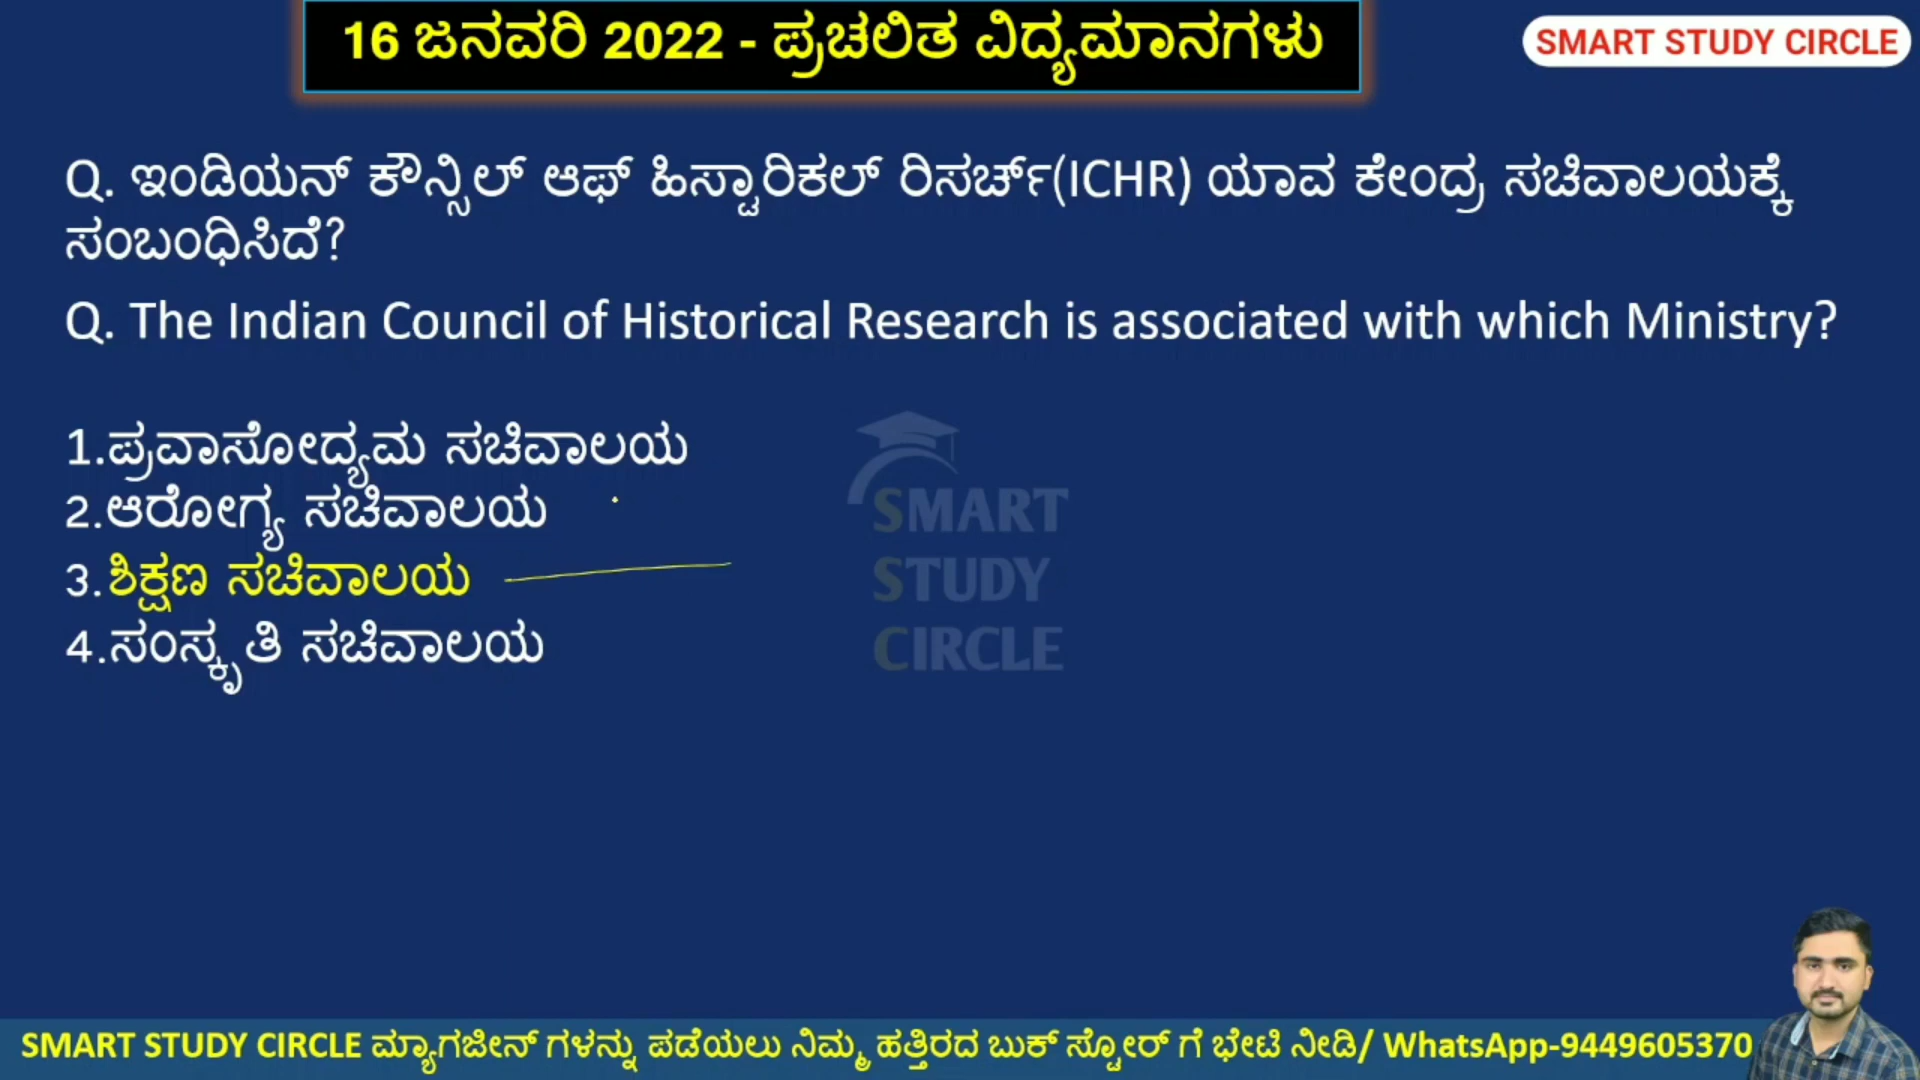 16 ಜನವರಿ 2022 - ಪ್ರಚಲಿತ ವಿದ್ಯಮಾನಗಳು
SMART STUDY CIRCLE
Q. ಇಂಡಿಯನ್ ಕೌನ್ಸಿಲ್ ಆಫ್ ಹಿಸ್ಟಾರಿಕಲ್ ರಿಸರ್ಚ್(ICHR) ಯಾವ ಕೇಂದ್ರ ಸಚಿವಾಲಯಕ್ಕೆ
ಸಂಬಂಧಿಸಿದೆ?
Q. The Indian Council of Historical Research is associated with which Ministry?
1.ಪ್ರವಾಸೋದ್ಯಮ ಸಚಿವಾಲಯ
2.ಆರೋಗ್ಯ ಸಚಿವಾಲಯ
3.ಶಿಕ್ಷಣ ಸಚಿವಾಲಯ
4.ಸಂಸ್ಕೃತಿ ಸಚಿವಾಲಯ
SMART
STUDY
CIRCLE
SMART STUDY CIRCLE ಮ್ಯಾಗಜೀನ್ ಗಳನ್ನು ಪಡೆಯಲು ನಿಮ್ಮ ಹತ್ತಿರದ ಬುಕ್ ಸ್ಟೋರ್ ಗೆ ಭೇಟಿ ನೀಡಿ/ WhatsApp-9449605370